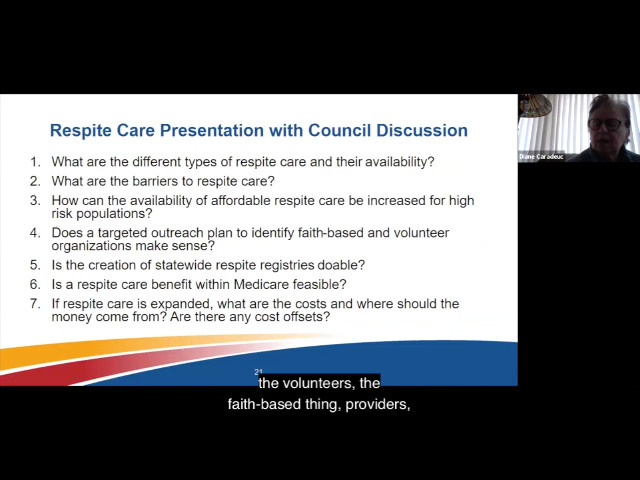 Respite Care Presentation with Council Discussion
1. What are the different types of respite care and their availability?
2. What are the barriers to respite care?
3. How can the availability of affordable respite care be increased for high
risk populations?
4. Does a targeted outreach plan to identify faith-based and volunteer
organizations make sense?
5. Is the creation of statewide respite registries doable?
6. Is a respite care benefit within Medicare feasible?
7. If respite care is expanded, what are the costs and where should the
money come from? Are there any cost offsets?
Diane Caradeuc
21
the volunteers, the
faith-based thing, providers,